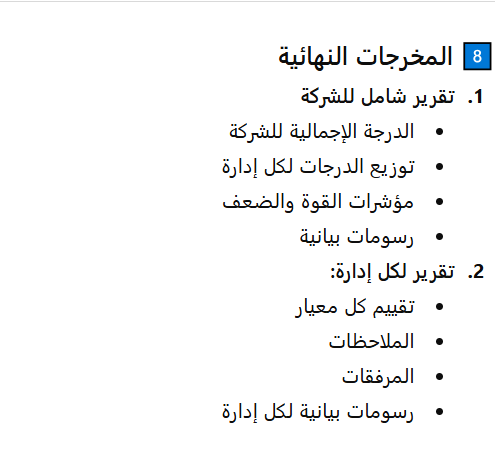 8 المخرجات النهائية
1. تقرير شامل للشركة
• الدرجة الإجمالية للشركة
• توزيع الدرجات لكل إدارة
• مؤشرات القوة والضعف
• رسومات بيانية
2. تقرير لكل إدارة:
• تقييم كل معيار
• الملاحظات
• المرفقات
• رسومات بيانية لكل إدارة